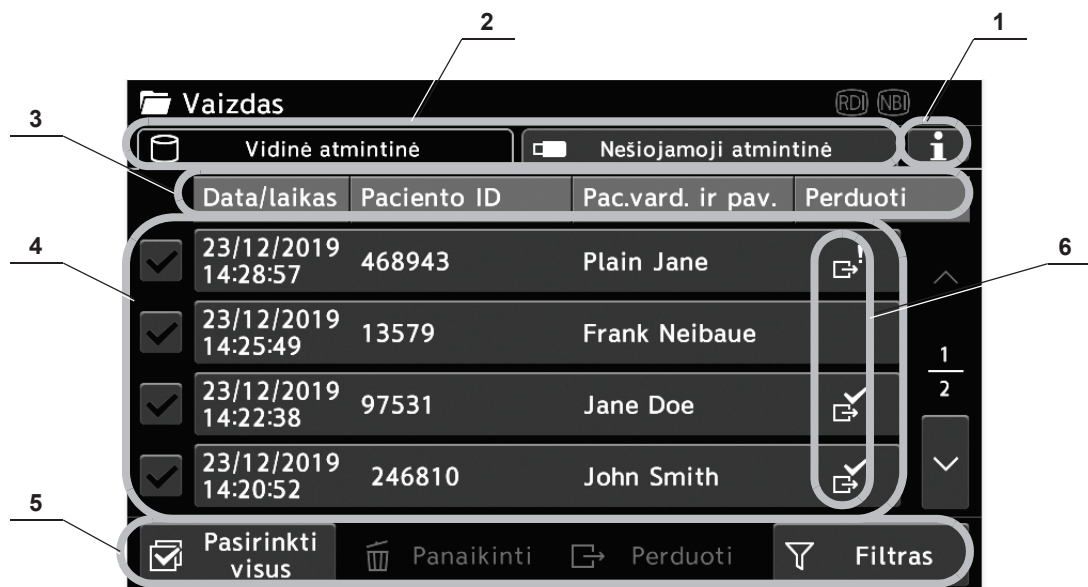 2 1
Vaizdas RDI NBI
3
Vidinė atmintinė Nešiojamoji atmintinė i
Data/laikas Paciento ID Pac.vard. ir pav. Perduoti
4
23/12/2019
14:28:57 468943 Plain Jane !
6
23/12/2019
14:25:49 13579 Frank Neibaue
1
2
23/12/2019
14:22:38 97531 Jane Doe
23/12/2019
14:20:52 246810 John Smith
5
Pasirinkti
visus Panaikinti Perduoti Filtras